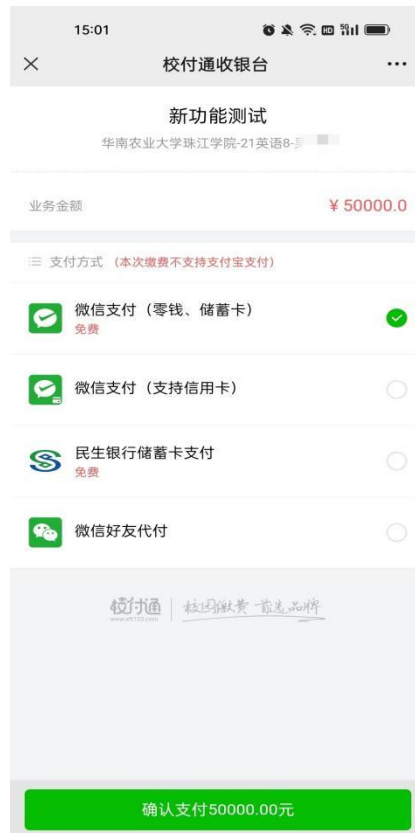 15:01
校付通收银台
新功能测试
华南农业大学珠江学院-21英语8-
业务金额
¥ 50000.0
支付方式 (本次缴费不支持支付宝支付)
微信支付（零钱、储蓄卡）
免费
微信支付（支持信用卡）
民生银行储蓄卡支付
免费
微信好友代付
校付通 校园缴费 首选品牌
确认支付50000.00元